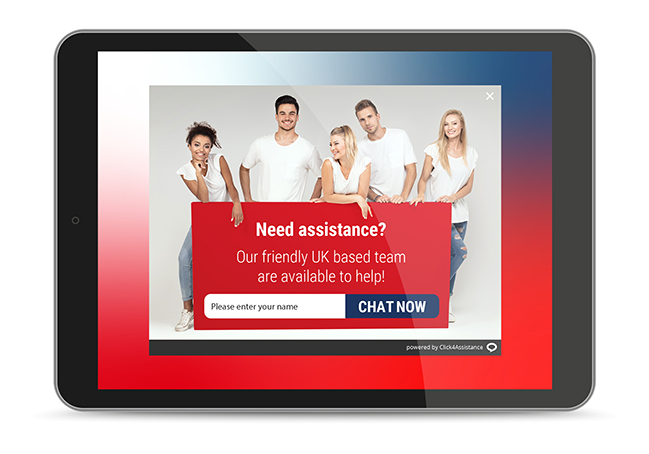 Need assistance?
Our friendly UK based team
are available to help!
Please enter your name
CHAT NOW
powered by Click4Assistance